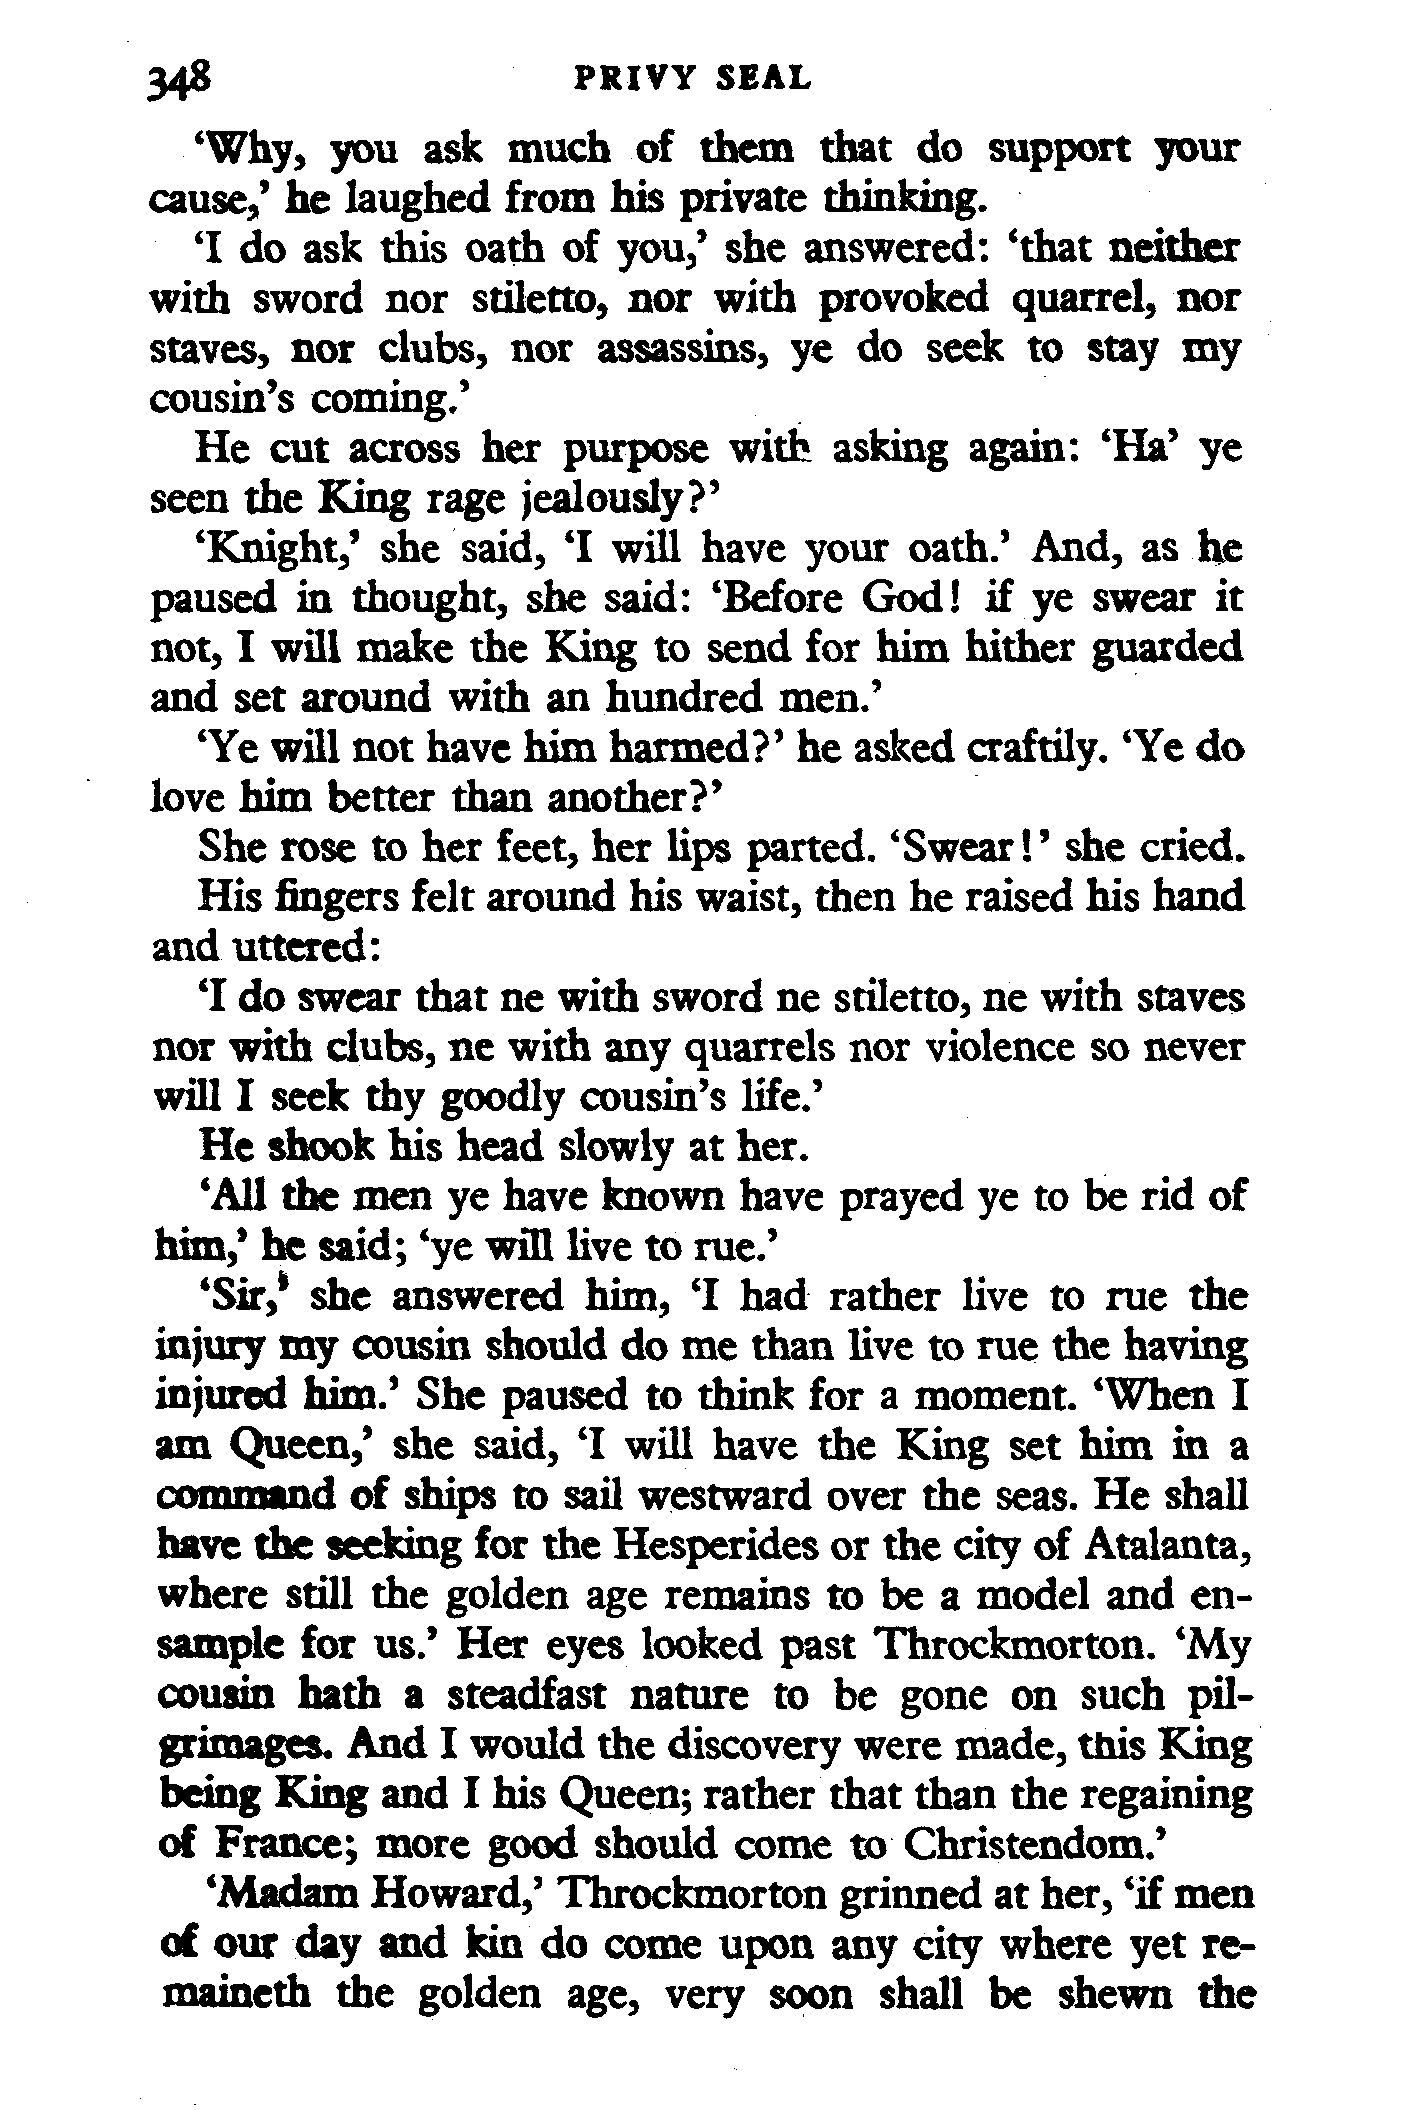 348 PRIVY SEAL
‘Why, you ask much of them that do support your
cause,’ he laughed from his private thinking.
‘I do ask this oath of you,’ she answered: ‘that neither
with sword nor stiletto, nor with provoked quarrel, nor
staves, nor clubs, nor assassins, ye do seek to stay my
cousin’s coming.’
He cut across her purpose with asking again: ‘Ha’ ye
seen the King rage jealously?’
‘Knight,’ she said, ‘I will have your oath.’ And, as he
paused in thought, she said: ‘Before God! if ye swear it
not, I will make the King to send for him hither guarded
and set around with an hundred men.’
‘Ye will not have him harmed?’ he asked craftily. ‘Ye do
love him better than another?’
She rose to her feet, her lips parted. ‘Swear!’ she cried.
His fingers felt around his waist, then he raised his hand
and uttered:
‘I do swear that ne with sword ne stiletto, ne with staves
nor with clubs, ne with any quarrels nor violence so never
will I seek thy goodly cousin’s life.’
He shook his head slowly at her.
‘All the men ye have known have prayed ye to be rid of
him,’ he said; ‘ye will live to rue.’
‘Sir,’ she answered him, ‘I had rather live to rue the
injury my cousin should do me than live to rue the having
injured him.’ She paused to think for a moment. ‘When I
am Queen,’ she said, ‘I will have the King set him in a
command of ships to sail westward over the seas. He shall
have the seeking for the Hesperides or the city of Atalanta,
where still the golden age remains to be a model and en-
sample for us.’ Her eyes looked past Throckmorton. ‘My
cousin hath a steadfast nature to be gone on such pil-
grimages. And I would the discovery were made, this King
being King and I his Queen; rather that than the regaining
of France; more good should come to Christendom.’
‘Madam Howard,’ Throckmorton grinned at her, ‘if men
of our day and kin do come upon any city where yet re-
maineth the golden age, very soon shall be shewn the